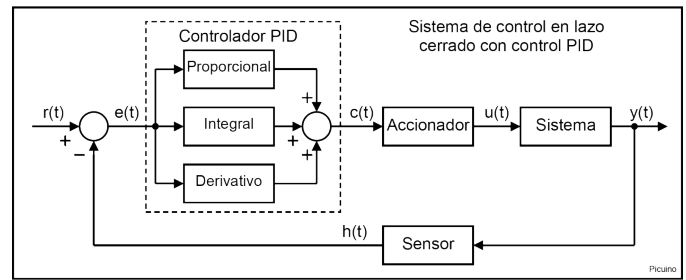 Controlador PID
Sistema de control en lazo
cerrado con control PID
Proporcional
+
r(t)
e(t)
Integral
c(t)
Accionador
u(t)
Sistema
y(t)
+
−
+
+
Derivativo
h(t)
Sensor
Picuino